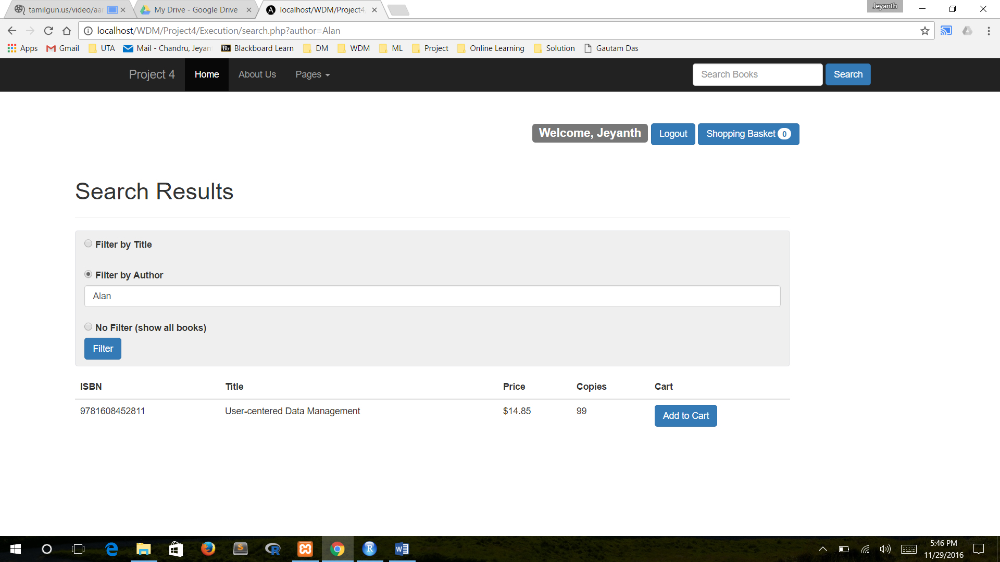 tamilgun.us/video/aar
My Drive - Google Drive
localhost/WDM/Project4
Jeyanth
localhost/WDM/Project4/Execution/search.php?author=Alan
Apps
Gmail
UTA
Mail - Chandru, Jeyan
Bb
Blackboard Learn
DM
WDM
ML
Project
Online Learning
Solution
Gautam Das
Project 4
Home
About Us
Pages
Search Books
Search
Welcome, Jeyanth
Logout
Shopping Basket 0
Search Results
Filter by Title
Filter by Author
Alan
No Filter (show all books)
Filter
ISBN Title Price Copies Cart
9781608452811 User-centered Data Management $14.85 99 Add to Cart
5:46 PM
11/29/2016